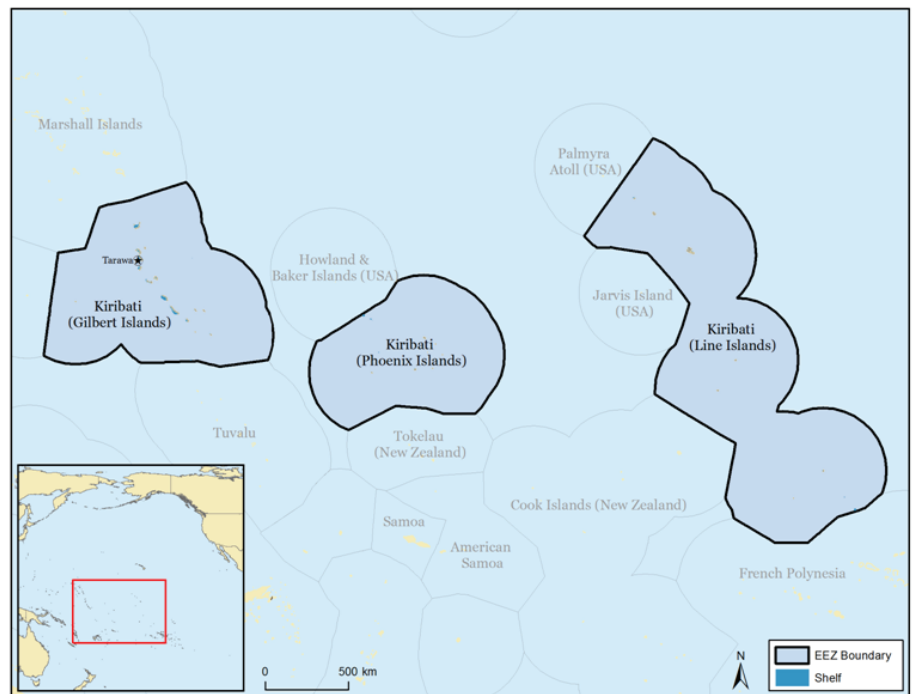 Marshall Islands
Palmyra
Atoll (USA)
Tarawa
Howland &
Baker Islands (USA)
Kiribati
(Gilbert Islands)
Jarvis Island
(USA)
Kiribati
(Phoenix Islands)
Kiribati
(Line Islands)
Tuvalu
Tokelau
(New Zealand)
Cook Islands (New Zealand)
Samoa
American
Samoa
French Polynesia
0 500 km
N
EEZ Boundary
Shelf